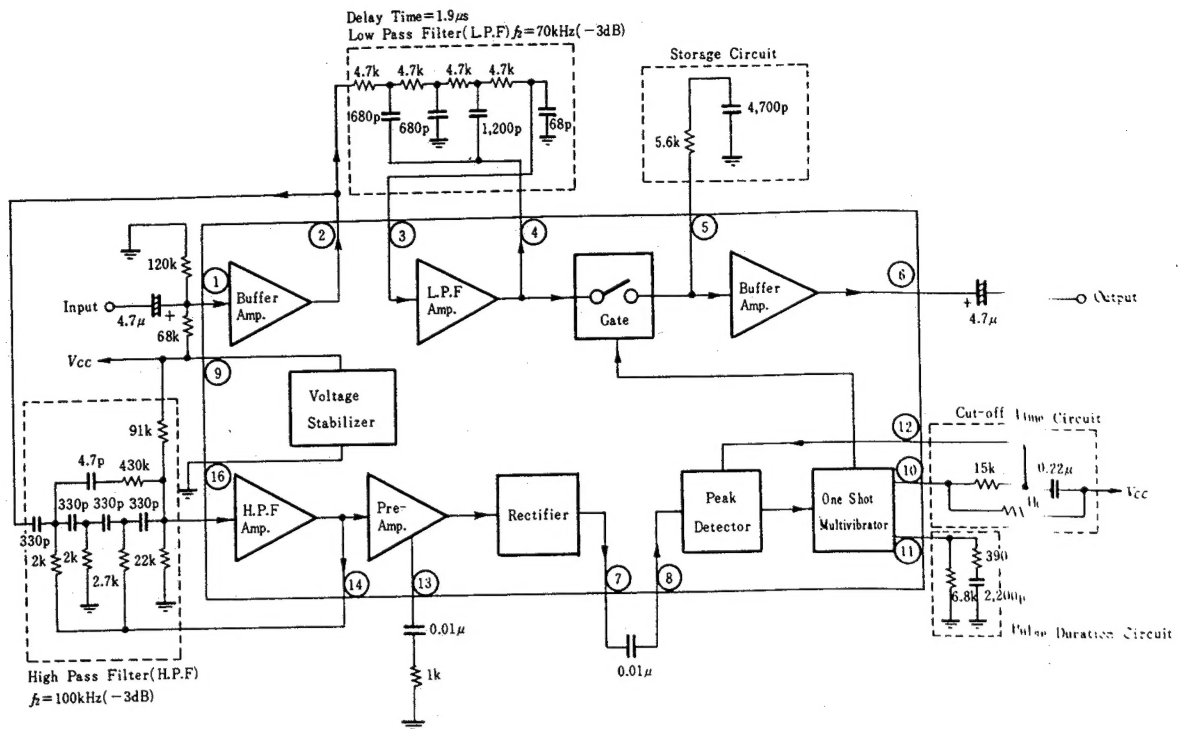 Delay Time=1.9μs
Low Pass Filter(L.P.F) f₂=70kHz(-3dB)
4.7k 4.7k 4.7k 4.7k
680p
680p
1,200p
68p
Storage Circuit
4,700p
5.6k
2
3
4
5
120k
1
Buffer
Amp.
L.P.F
Amp.
Gate
Buffer
Amp.
6
Input
4.7μ
+
68k
+
4.7μ
Output
Vcc
9
Voltage
Stabilizer
91k
4.7p
430k
330p 330p 330p
330p
2k
2k
2.7k
22k
16
H.P.F
Amp.
Pre-
Amp.
Rectifier
Peak
Detector
One Shot
Multivibrator
12
10
11
Cut-off Time Circuit
15k
0.22μ
1k
Vcc
390
6.8k
2,200p
Pulse Duration Circuit
14
13
7
8
0.01μ
1k
0.01μ
High Pass Filter(H.P.F)
f₂=100kHz(-3dB)